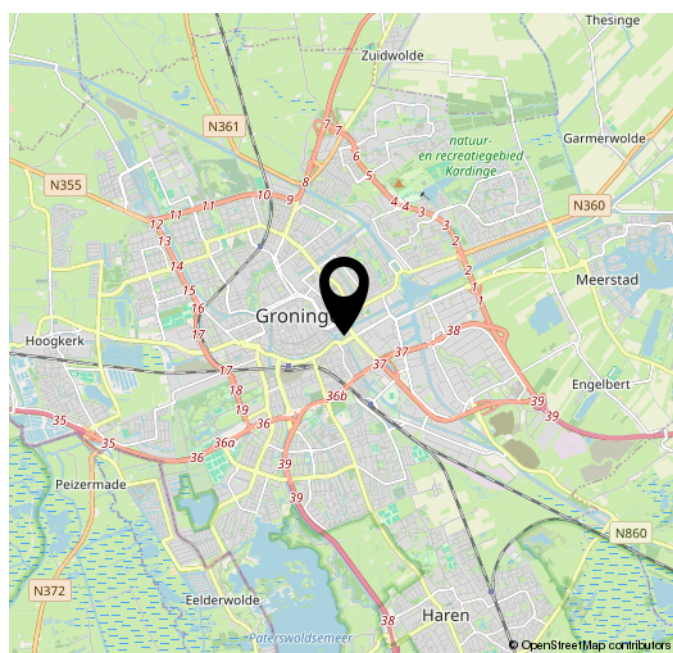 Thesinge
Zuidwolde
7
7
N361
natuur-
en recreatiegebied
Kardinge
Garmerwolde
6
5
8
N355
10
9
11
11
12
4
4
3
3
N360
13
2
14
2
Meerstad
15
1
1
16
Groning
38
17
Hoogkerk
37
37
17
18
36b
Engelbert
39
39
19
35
36
36a
35
36
39
39
Peizermade
N860
N372
Eelderwolde
Haren
38
Paterswoldsemeer
© OpenStreetMap contributors